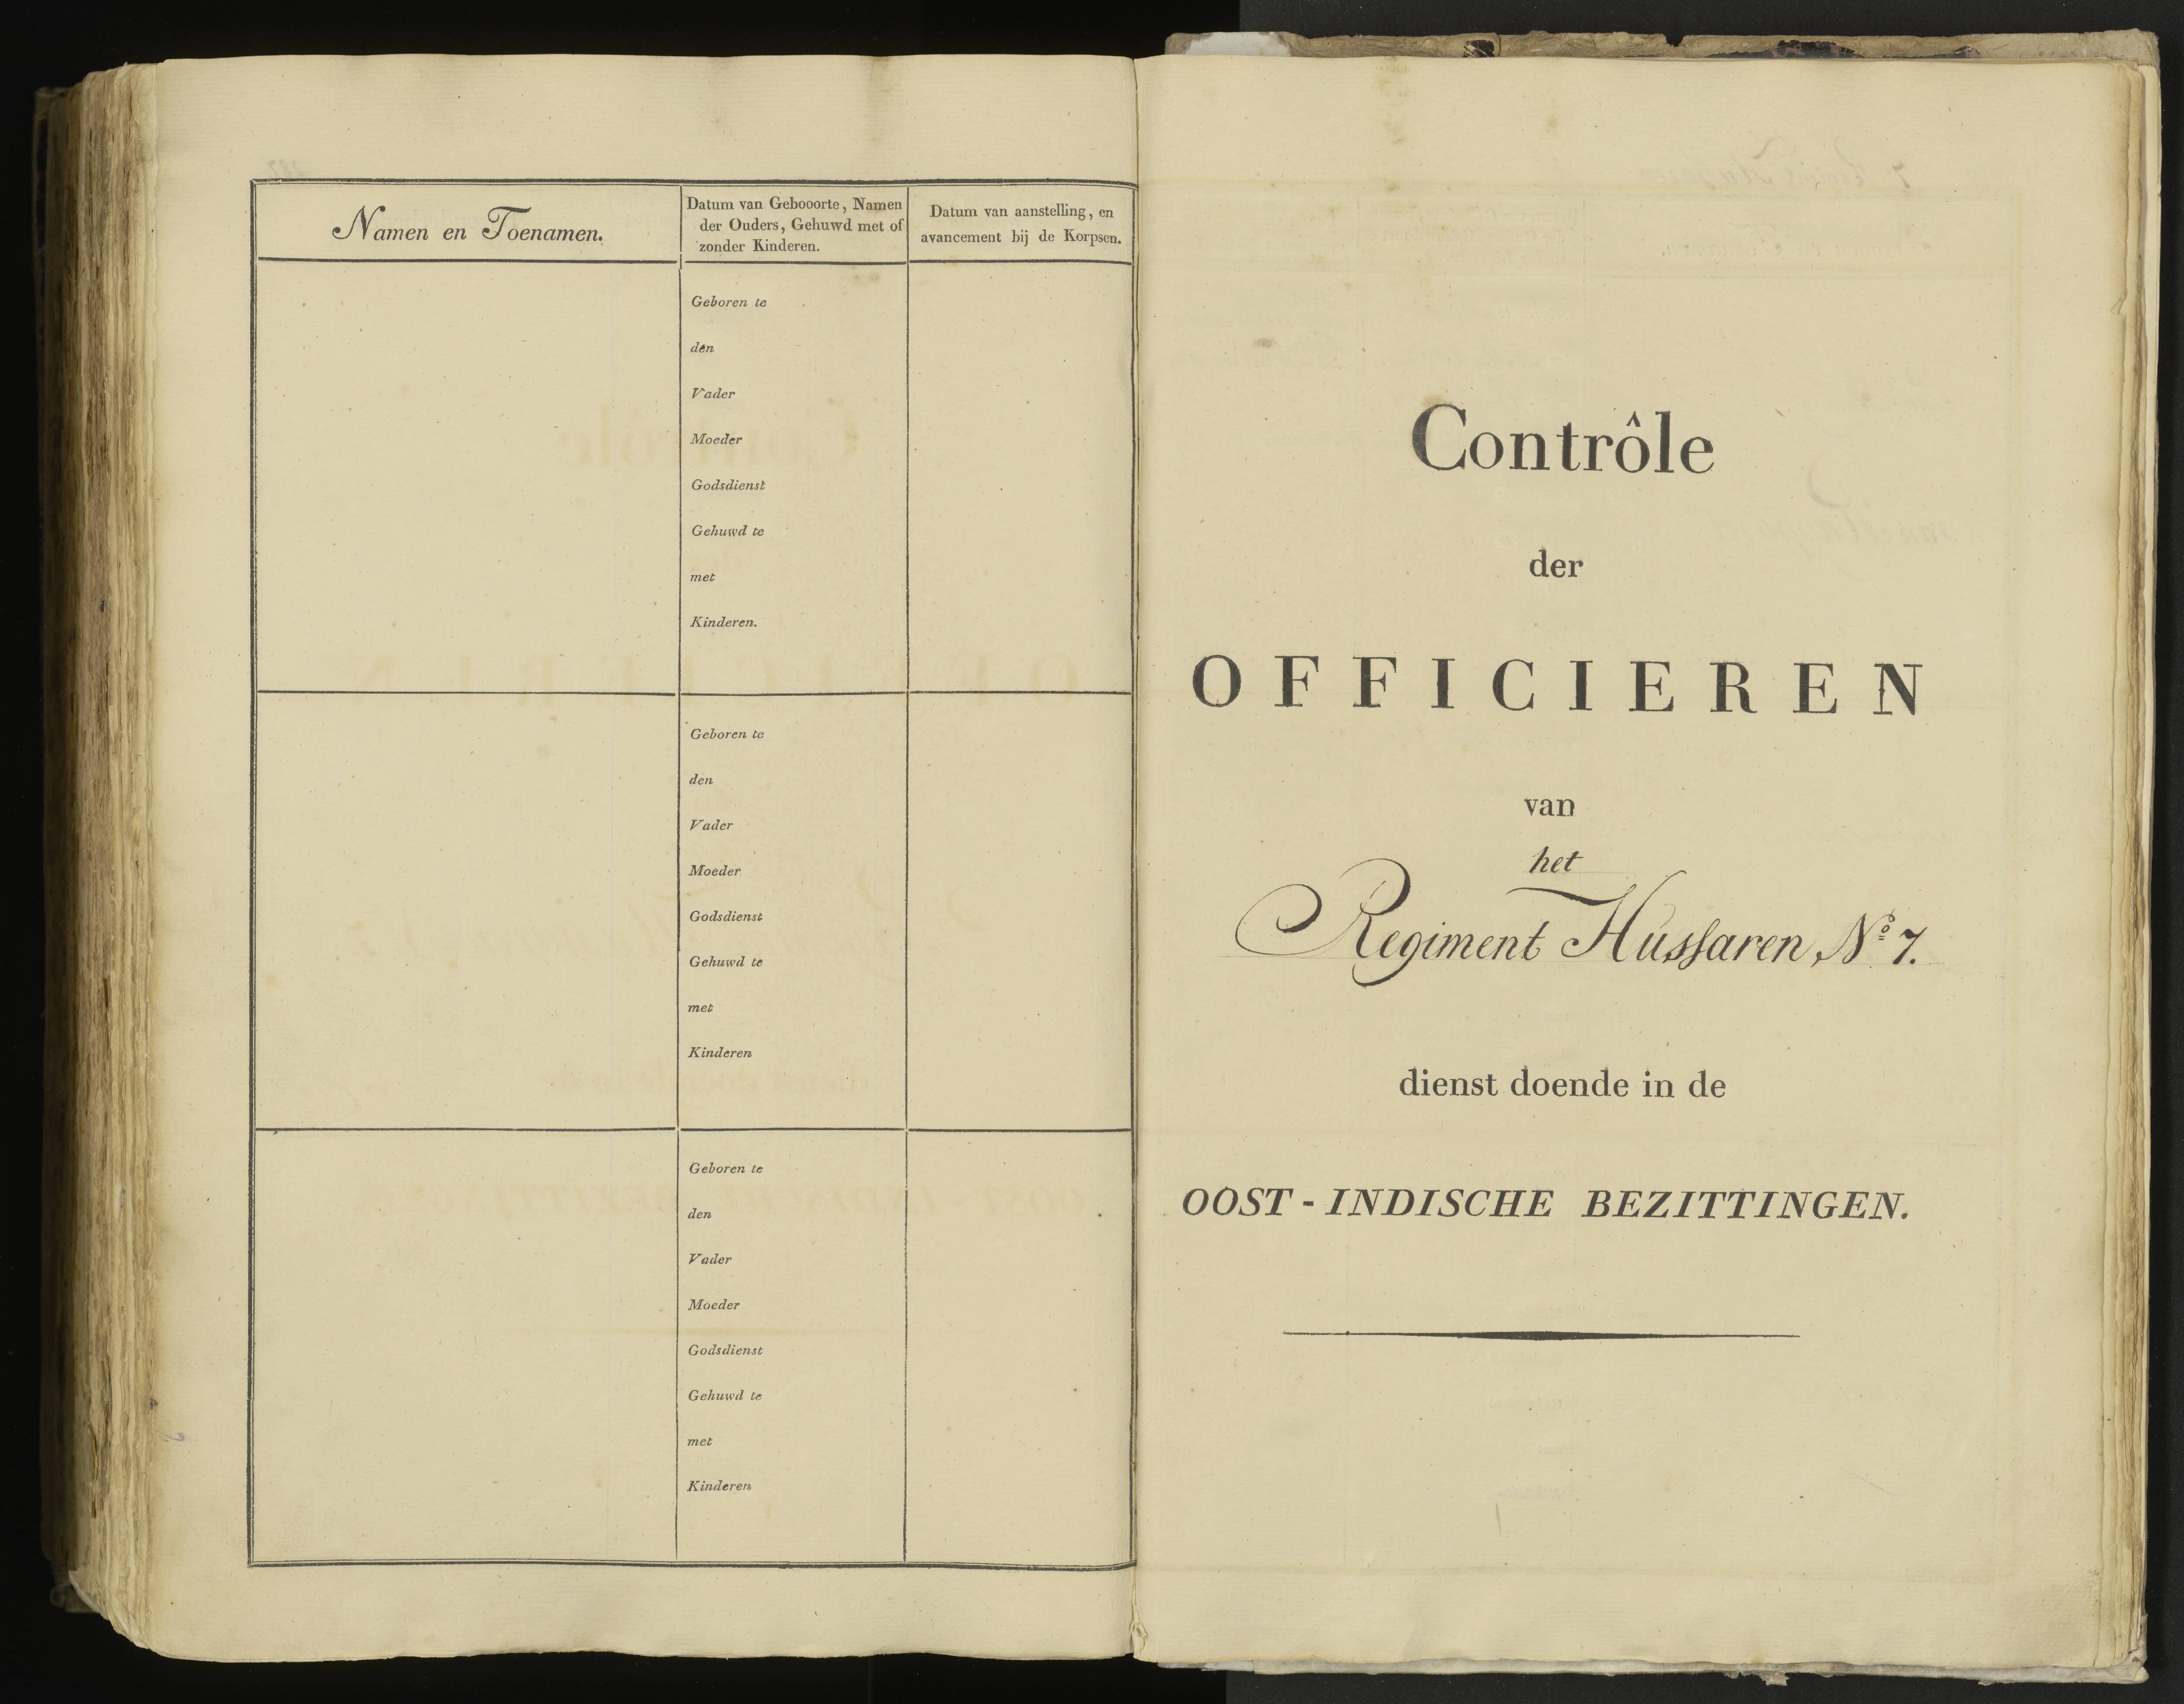 Namen en Toenamen.
Datum van Gebooorte, Namen
der Ouders, Gehuwd met of
zonder Kinderen.
Datum van aanstelling, en
avancement bij de Korpsen.
Geboren te
den
Vader
Moeder
Godsdienst
Gehuwd te
met
Kinderen.
Geboren te
den
Vader
Moeder
Godsdienst
Gehuwd te
met
Kinderen
Geboren te
den
Vader
Moeder
Godsdienst
Gehuwd te
met
Kinderen
Contrôle
der
OFFICIEREN
van
het
Regiment Hussaren, Nº 7.
dienst doende in de
OOST-INDISCHE BEZITTINGEN.